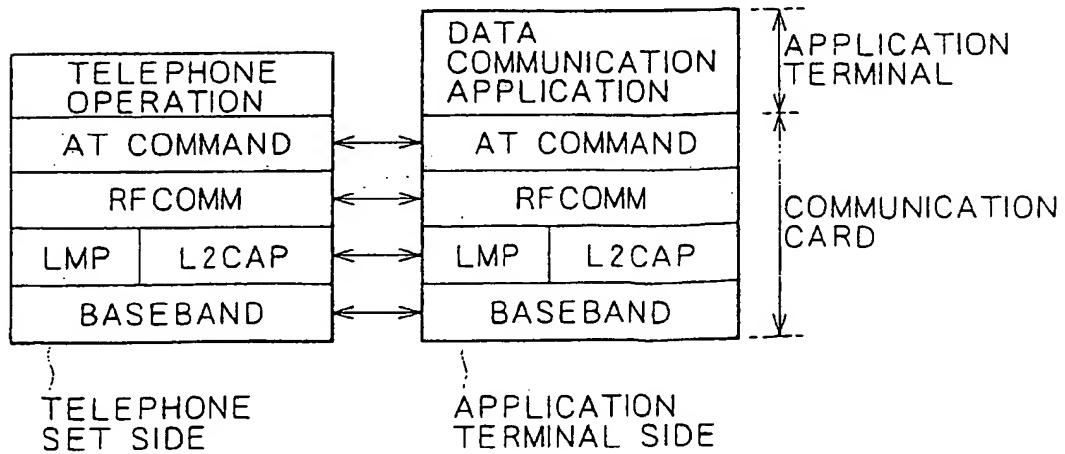 TELEPHONE
OPERATION
AT COMMAND
RFCOMM
LMP L2CAP
BASEBAND
TELEPHONE
SET SIDE
DATA
COMMUNICATION
APPLICATION
AT COMMAND
RFCOMM
LMP L2CAP
BASEBAND
APPLICATION
TERMINAL SIDE
APPLICATION
TERMINAL
COMMUNICATION
CARD